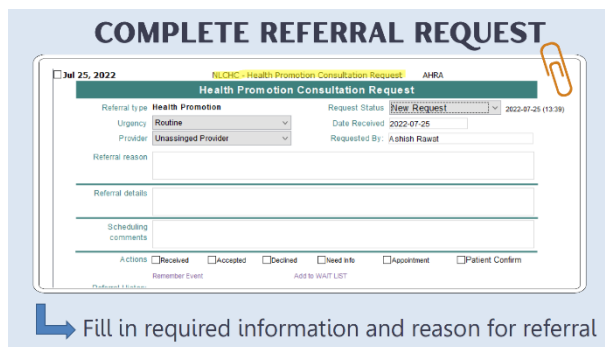 COMPLETE REFERRAL REQUEST
Jul 25, 2022 NLCHC - Health Promotion Consultation Request AHRA
Health Promotion Consultation Request
Referral type Health Promotion Request Status New Request 2022-07-25 (13:39)
Urgency Routine Date Received 2022-07-25
Provider Unassinged Provider Requested By: Ashish Rawat
Referral reason
Referral details
Scheduling
comments
Actions Received Accepted Declined Need Info Appointment Patient Confirm
Remember Event Add to WAIT LIST
Fill in required information and reason for referral